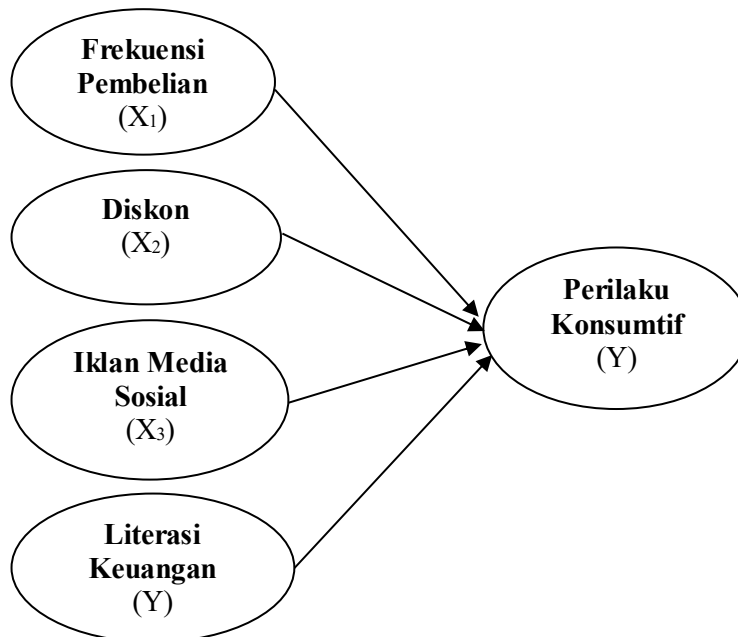 Frekuensi
Pembelian
(X₁)
Diskon
(X₂)
Iklan Media
Sosial
(X₃)
Literasi
Keuangan
(Y)
Perilaku
Konsumtif
(Y)